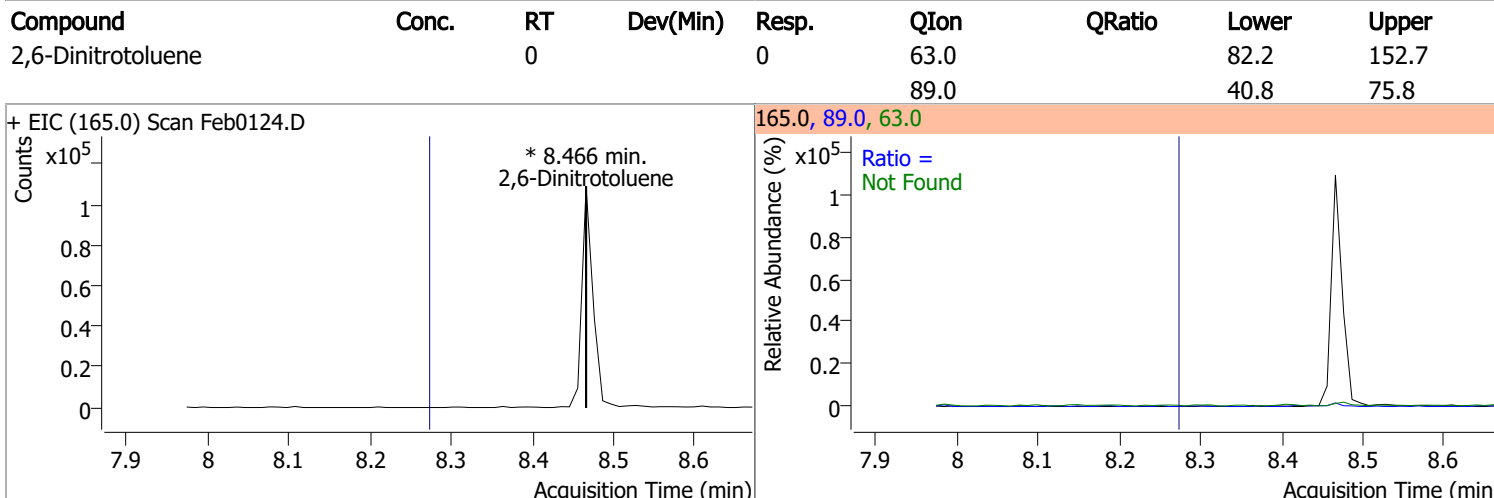 Compound Conc. RT Dev(Min) Resp. QIon QRatio Lower Upper
2,6-Dinitrotoluene 0 0 63.0 82.2 152.7
89.0 40.8 75.8
+ EIC (165.0) Scan Feb0124.D
Counts
x10⁵
* 8.466 min.
2,6-Dinitrotoluene
1
0.8
0.6
0.4
0.2
0
7.9 8 8.1 8.2 8.3 8.4 8.5 8.6
Acquisition Time (min)
165.0, 89.0, 63.0
Relative Abundance (%)
x10⁵
Ratio =
Not Found
1
0.8
0.6
0.4
0.2
0
7.9 8 8.1 8.2 8.3 8.4 8.5 8.6
Acquisition Time (min